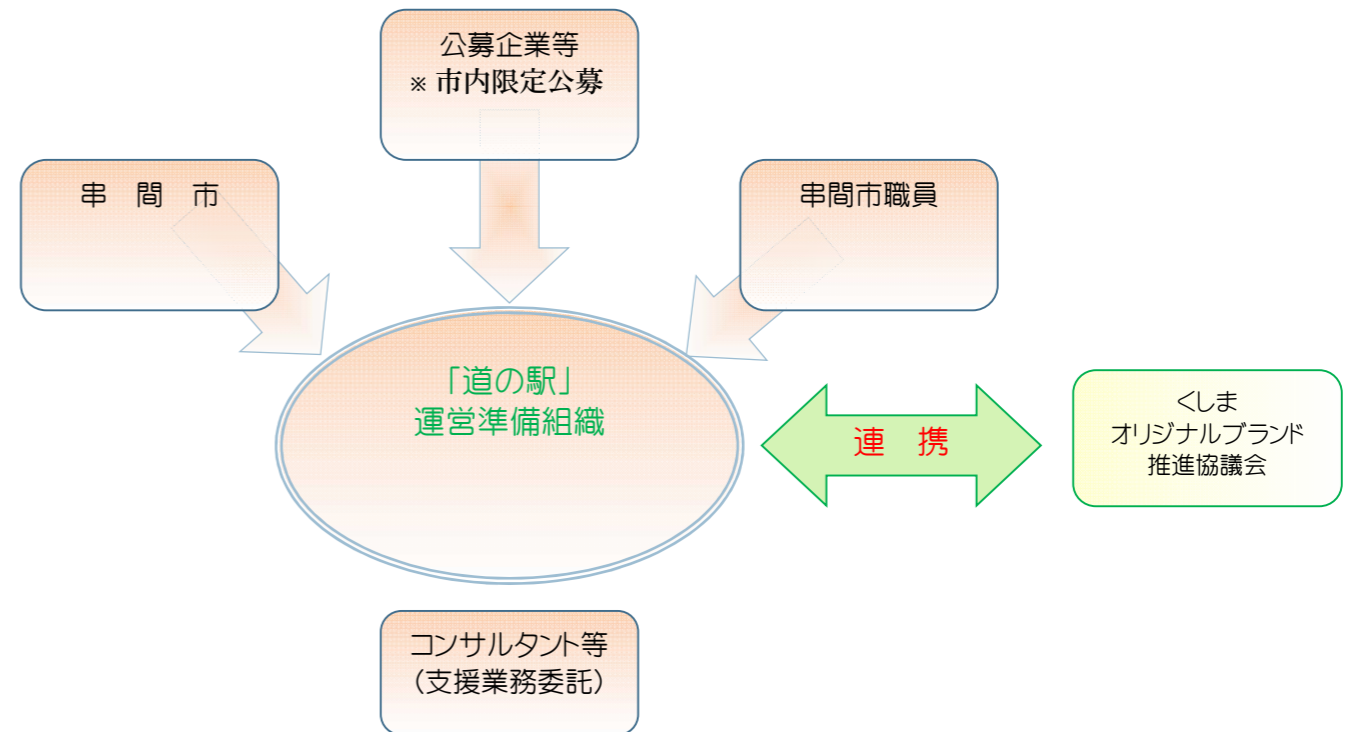 公募企業等
※ 市内限定公募
串　間　市
串間市職員
「道の駅」
運営準備組織
連　携
くしま
オリジナルブランド
推進協議会
コンサルタント等
（支援業務委託）